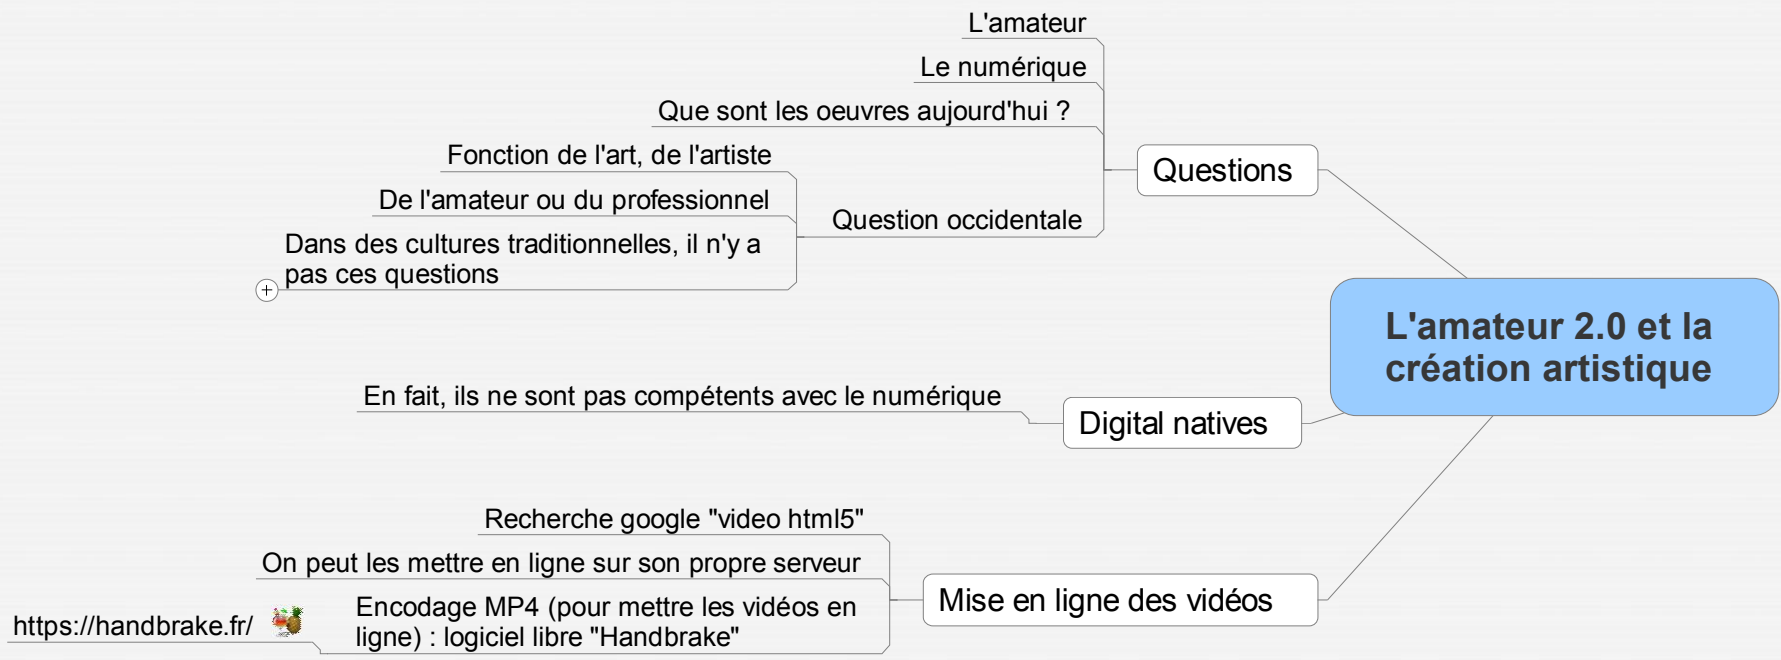 L'amateur
Le numérique
Que sont les oeuvres aujourd'hui ?
Fonction de l'art, de l'artiste
De l'amateur ou du professionnel
Dans des cultures traditionnelles, il n'y a
pas ces questions
Question occidentale
Questions
L'amateur 2.0 et la
création artistique
En fait, ils ne sont pas compétents avec le numérique
Digital natives
Recherche google "video html5"
On peut les mettre en ligne sur son propre serveur
Encodage MP4 (pour mettre les vidéos en
ligne) : logiciel libre "Handbrake"
https://handbrake.fr/
Mise en ligne des vidéos